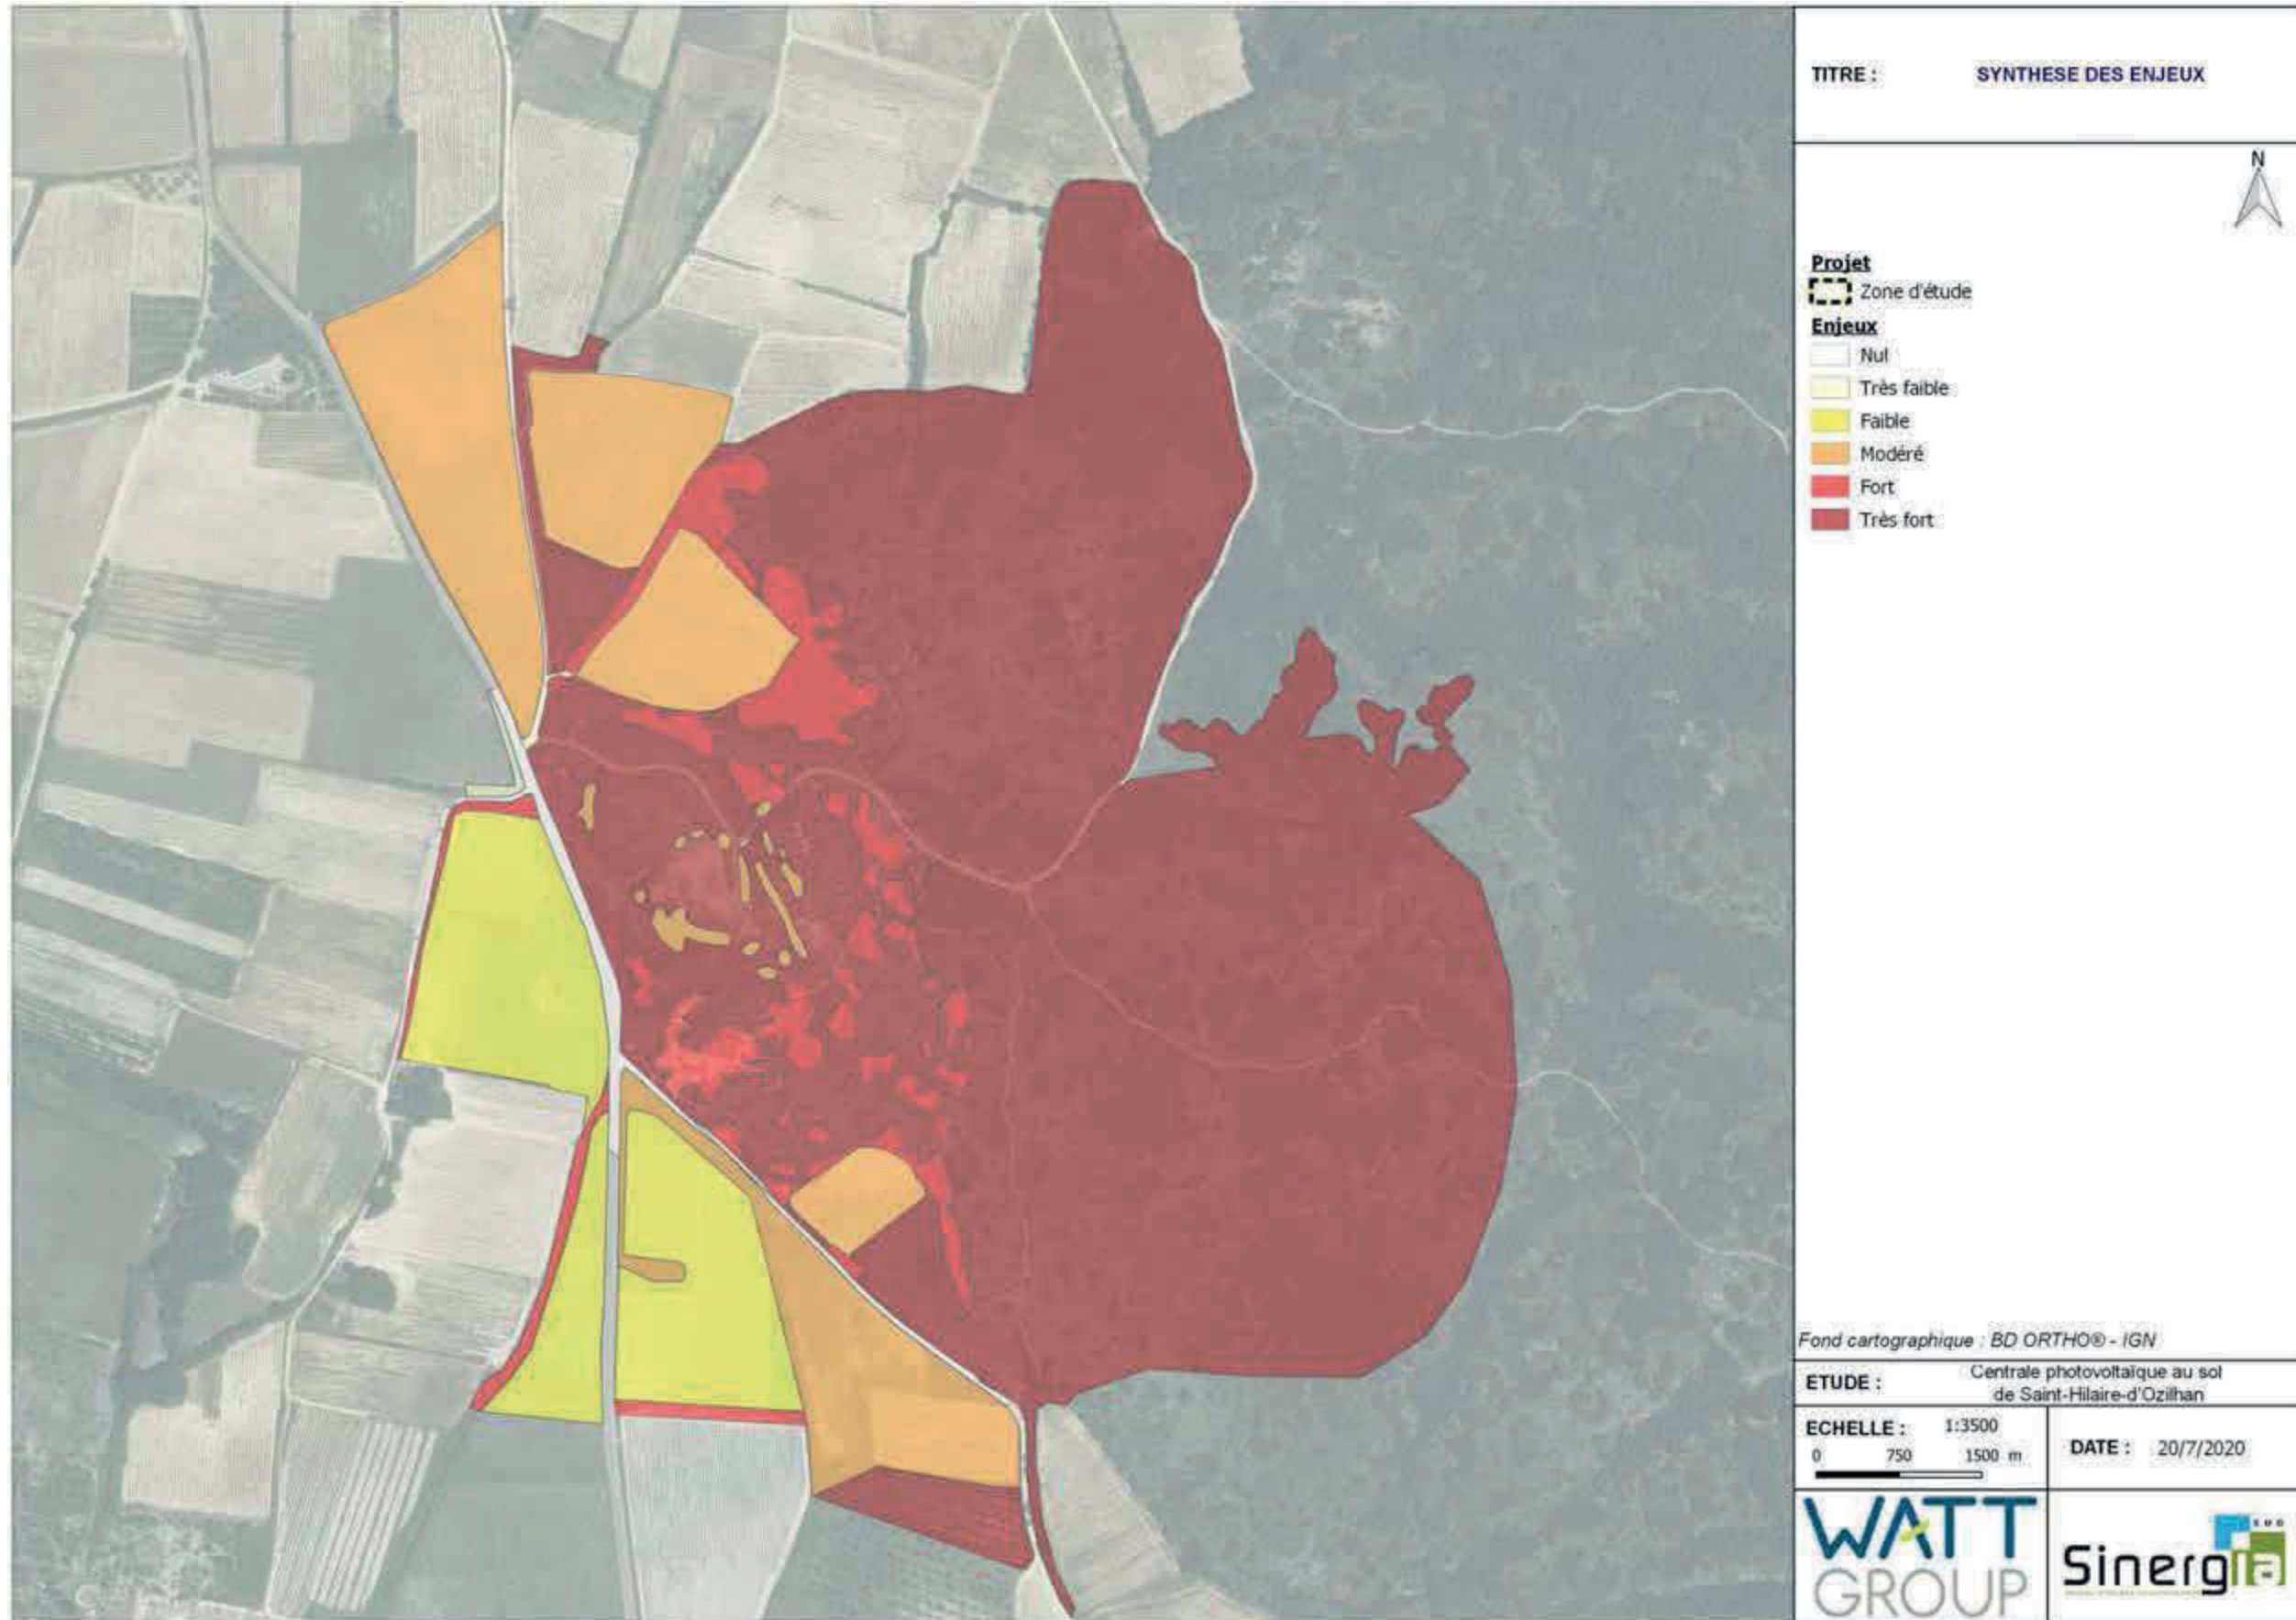 TITRE : SYNTHESE DES ENJEUX
N
Projet
Zone d'étude
Enjeux
Nul
Très faible
Faible
Modéré
Fort
Très fort
Fond cartographique : BD ORTHO® - IGN
ETUDE : Centrale photovoltaïque au sol
de Saint-Hilaire-d'Ozilhan
ECHELLE : 1:3500
0 750 1500 m
DATE : 20/7/2020
WATT
GROUP
SUD
Sinergia